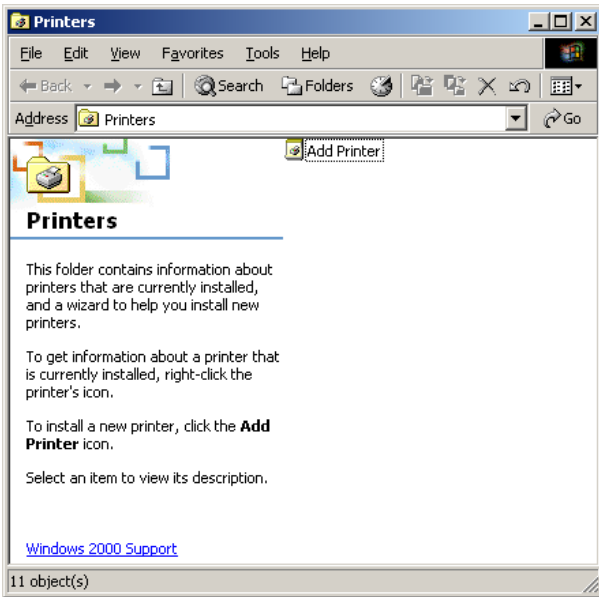 Printers
File Edit View Favorites Tools Help
Back Search Folders
Address Printers Go
Add Printer
Printers
This folder contains information about
printers that are currently installed,
and a wizard to help you install new
printers.
To get information about a printer that
is currently installed, right-click the
printer's icon.
To install a new printer, click the Add
Printer icon.
Select an item to view its description.
Windows 2000 Support
11 object(s)